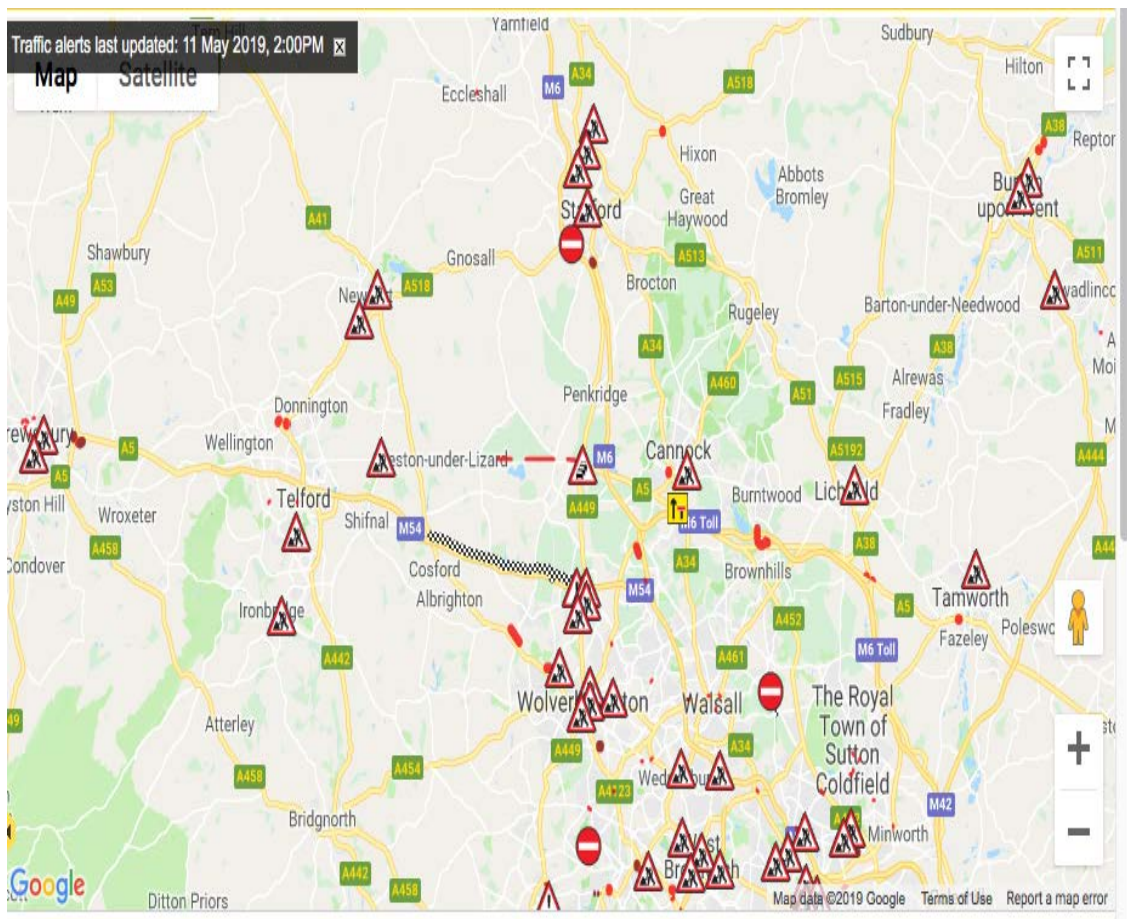 Yarnfield
Sudbury
Traffic alerts last updated: 11 May 2019, 2:00PM
Map
Satellite
Hilton
A34
M6
A518
Eccleshall
A38
Repton
Hixon
Abbots
Bromley
Great
Haywood
A41
Shawbury
Gnosall
A513
A511
A49
A53
A518
Brocton
Barton-under-Needwood
Rugeley
A34
A38
A460
A515
Alrewas
A51
Penkridge
Fradley
Donnington
Wellington
A5
M6
Cannock
A5192
A444
A5
A5
Telford
A449
Burntwood
Wroxeter
Shifnal
M54
M6 Toll
A38
A458
Condover
Cosford
A34
Brownhills
Albrighton
M54
A5
Tamworth
A452
Fazeley
A442
A461
M6 Toll
Walsall
The Royal
Town of
Sutton
Coldfield
Atterley
A449
A34
A458
A454
A4123
M42
Bridgnorth
Minworth
A442
A458
Google
Ditton Priors
Map data ©2019 Google
Terms of Use
Report a map error